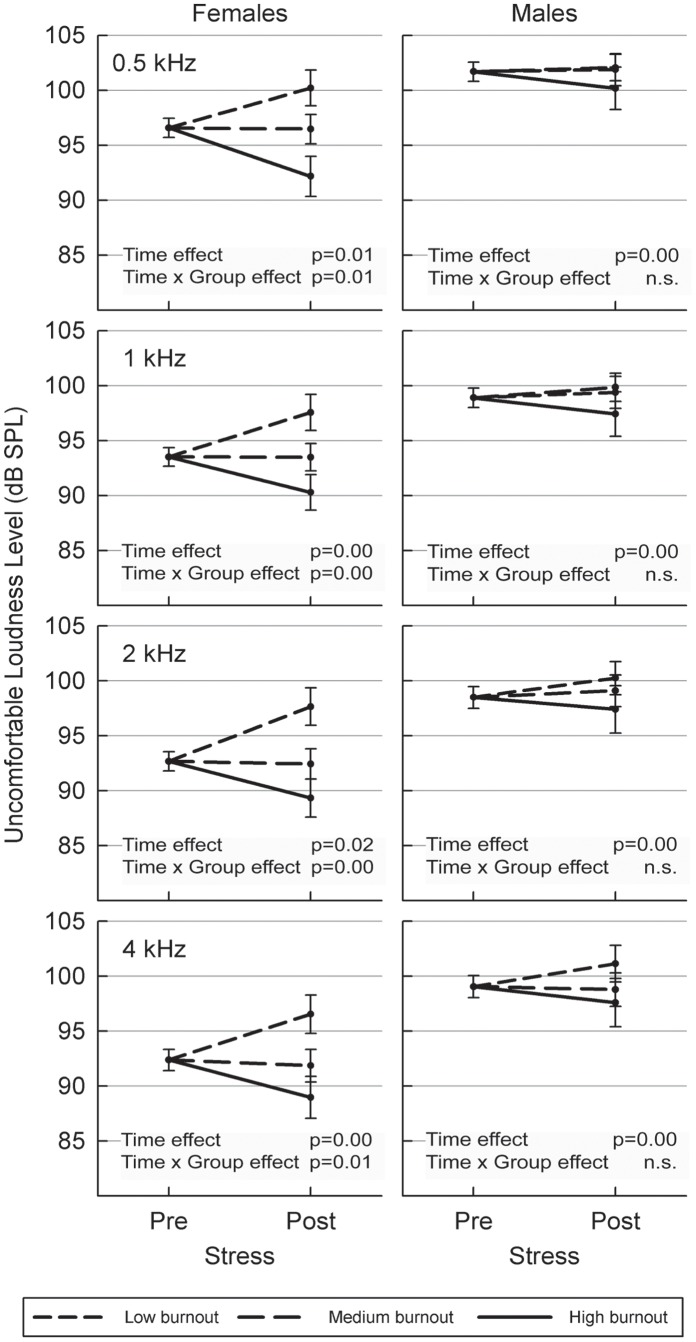 Females Males
Uncomfortable Loudness Level (dB SPL)
105
100
95
90
85
0.5 kHz
Time effect p=0.01
Time x Group effect p=0.01
Time effect p=0.00
Time x Group effect n.s.
105
100
95
90
85
1 kHz
Time effect p=0.00
Time x Group effect p=0.00
Time effect p=0.00
Time x Group effect n.s.
105
100
95
90
85
2 kHz
Time effect p=0.02
Time x Group effect p=0.00
Time effect p=0.00
Time x Group effect n.s.
105
100
95
90
85
4 kHz
Time effect p=0.00
Time x Group effect p=0.01
Time effect p=0.00
Time x Group effect n.s.
Pre Post Pre Post
Stress Stress
Low burnout Medium burnout High burnout